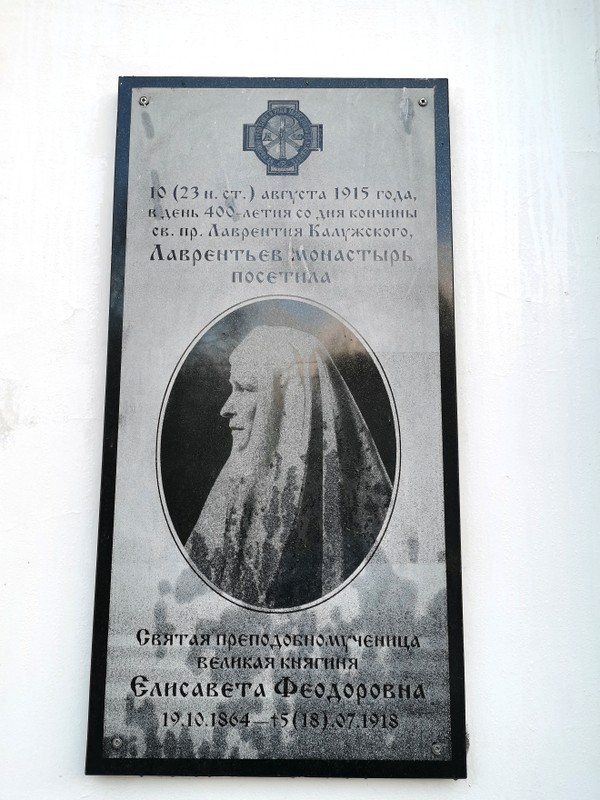 10 (23 н. ст.) августа 1915 года,
в день 400-летия со дня кончины
св. пр. Лаврентия Калужского,
Лаврентьев монастырь
посетила
Святая преподобномученица
великая княгиня
Елисавета Феодоровна
19.10.1864—†5(18).07.1918